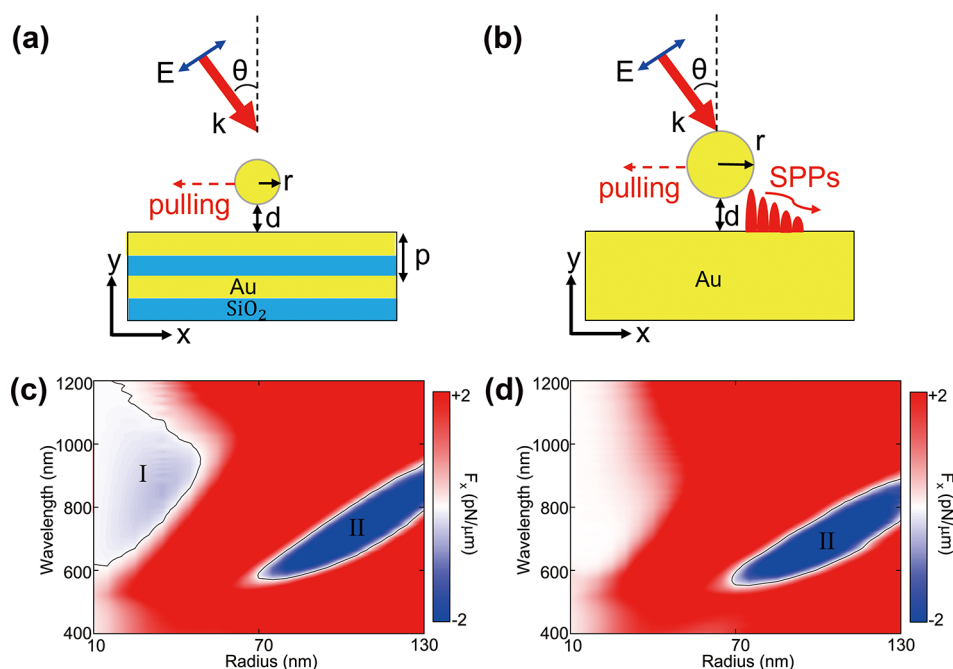 (a)
E
θ
k
r
pulling
d
p
y
Au
SiO₂
x
(b)
E
θ
k
r
SPPs
pulling
d
y
Au
x
(c)
1200
1000
800
600
400
Wavelength (nm)
I
II
10
70
130
Radius (nm)
+2
Fₓ (pN/μm)
-2
(d)
1200
1000
800
600
400
Wavelength (nm)
II
10
70
130
Radius (nm)
+2
Fₓ (pN/μm)
-2